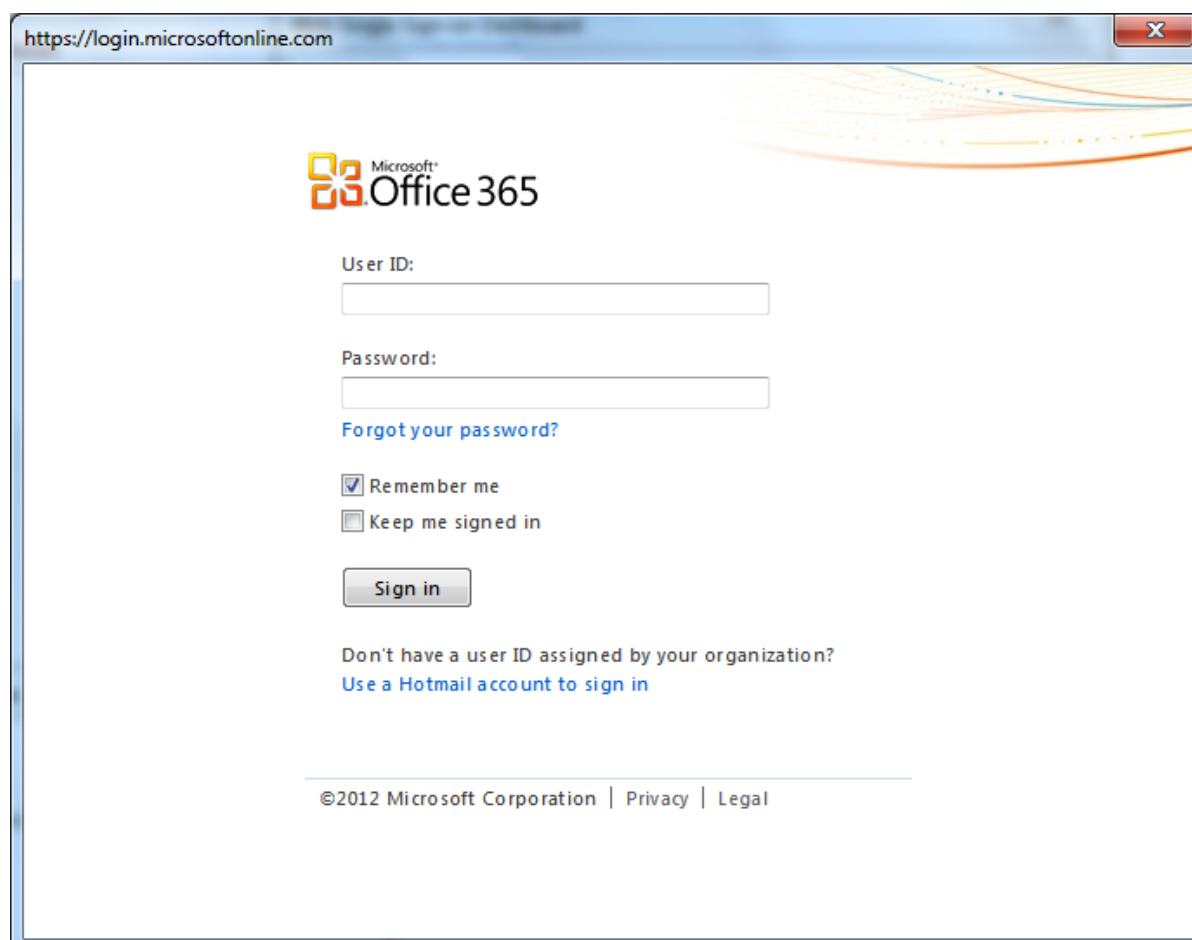 https://login.microsoftonline.com
Microsoft®
Office 365
User ID:
Password:
Forgot your password?
Remember me
Keep me signed in
Sign in
Don't have a user ID assigned by your organization?
Use a Hotmail account to sign in
©2012 Microsoft Corporation | Privacy | Legal